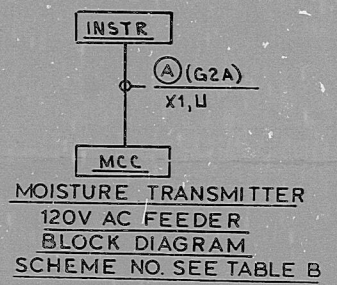 INSTR
Ⓐ(G2A)
X1,U
MCC
MOISTURE TRANSMITTER
120V AC FEEDER
BLOCK DIAGRAM
SCHEME NO. SEE TABLE B